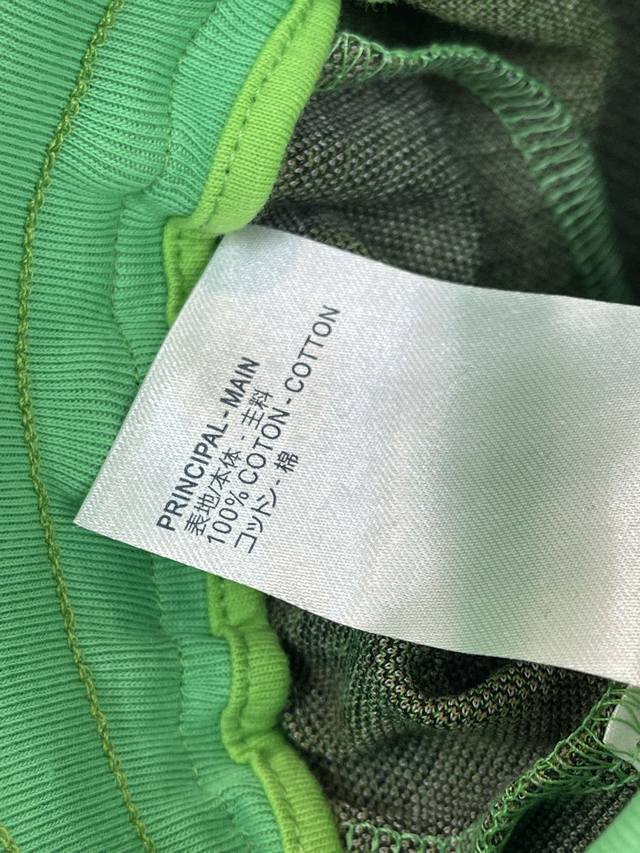 PRINCIPAL - MAIN
表地/本体 - 主料
100% COTON - COTTON
コットン - 棉